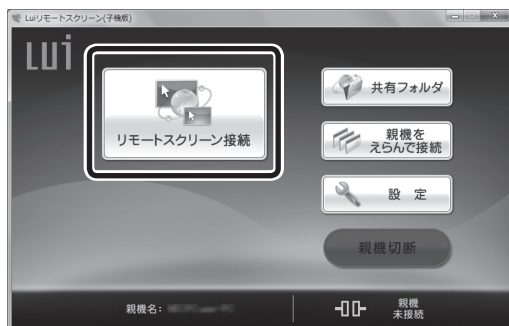 Luiリモートスクリーン(子機版)
LUi
リモートスクリーン接続
共有フォルダ
親機を
えらんで接続
設 定
親機切断
親機名:
親機
未接続